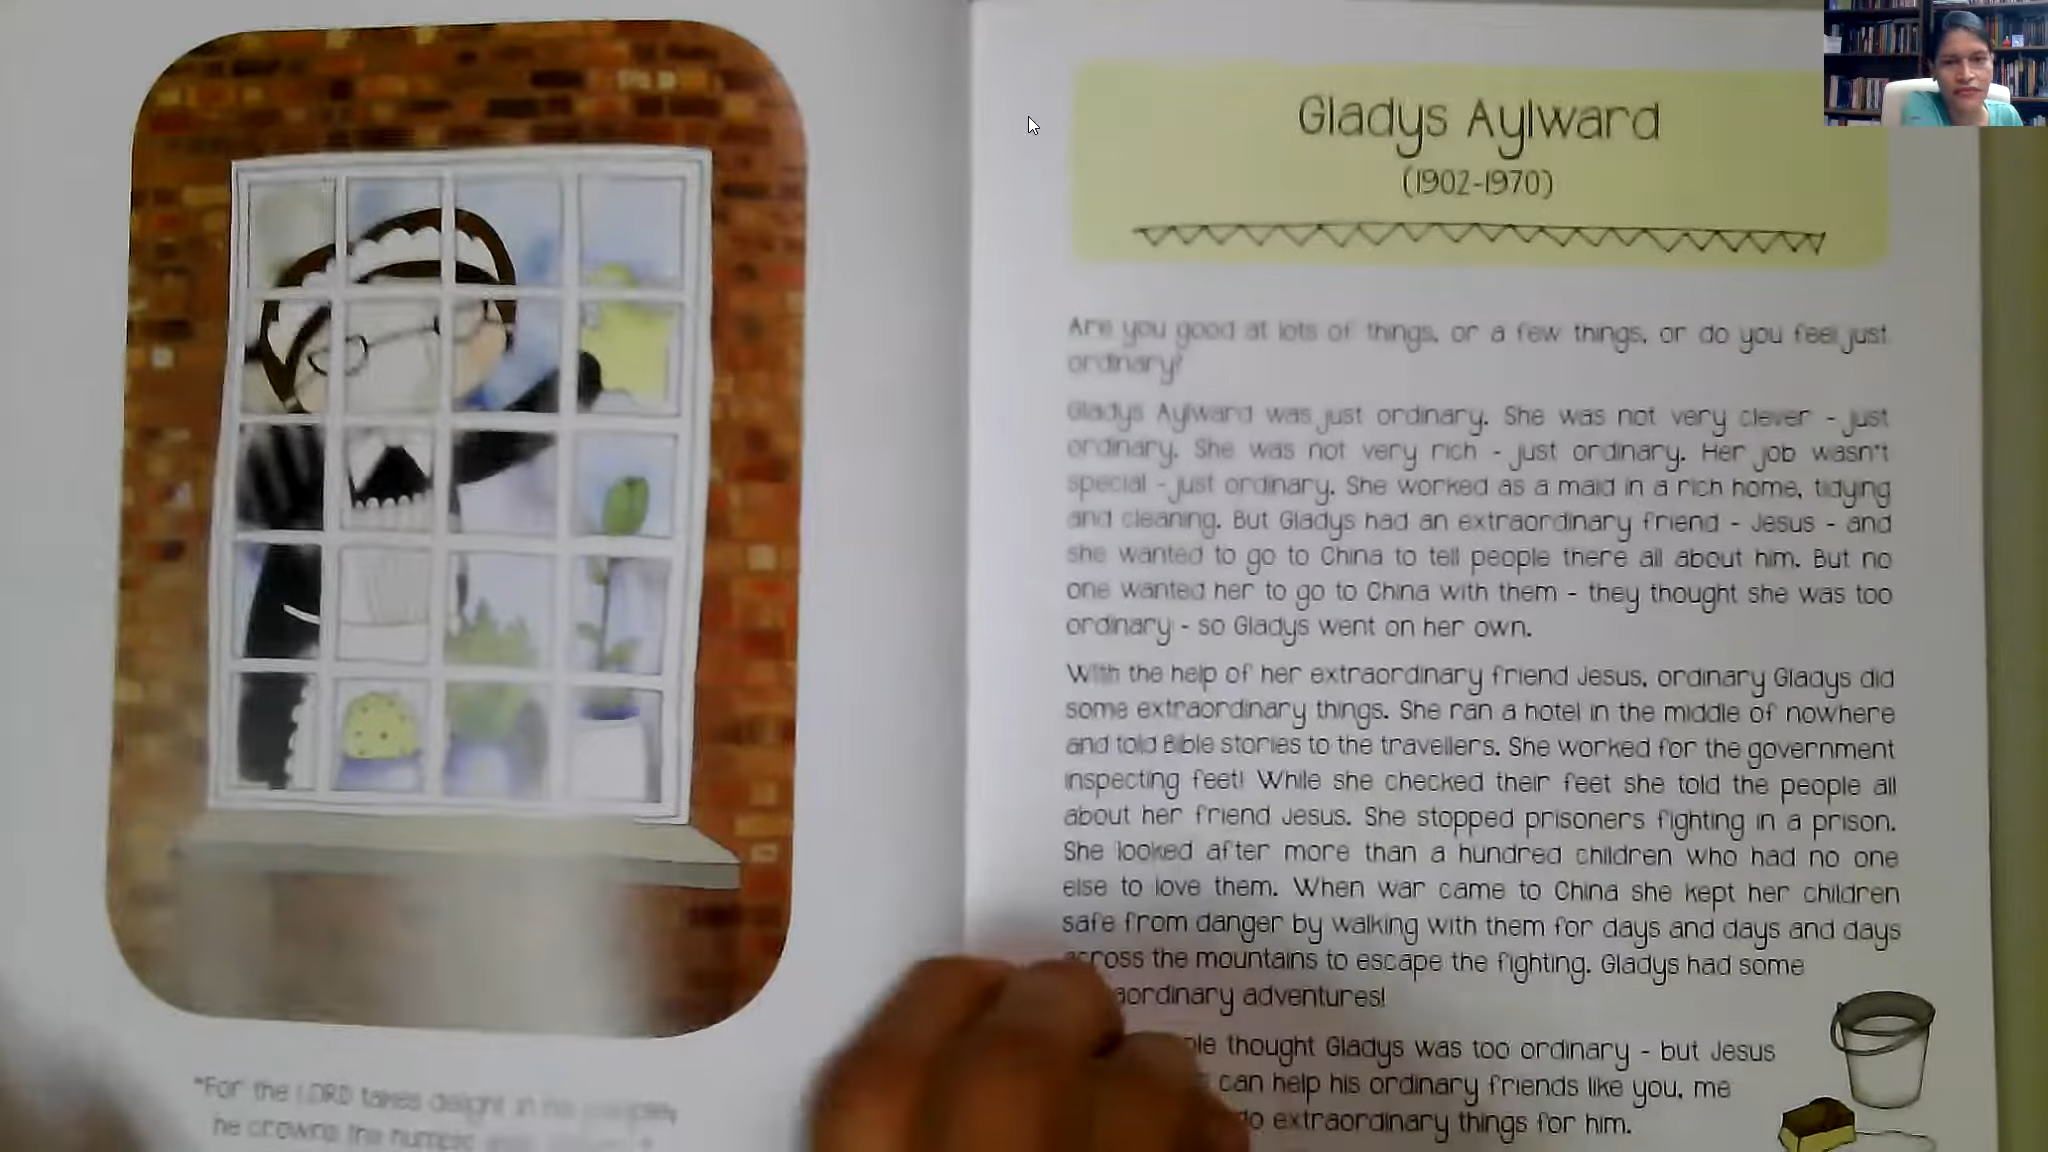 "For the LORD takes delight in his people;
he crowns the humble
Gladys Aylward
(1902-1970)
Are you good at lots of things, or a few things, or do you feel just
ordinary?
Gladys Aylward was just ordinary. She was not very clever - just
ordinary. She was not very rich - just ordinary. Her job wasn't
special - just ordinary. She worked as a maid in a rich home, tidying
and cleaning. But Gladys had an extraordinary friend - Jesus - and
she wanted to go to China to tell people there all about him. But no
one wanted her to go to China with them - they thought she was too
ordinary - so Gladys went on her own.
With the help of her extraordinary friend Jesus, ordinary Gladys did
some extraordinary things. She ran a hotel in the middle of nowhere
and told Bible stories to the travellers. She worked for the government
inspecting feet! While she checked their feet she told the people all
about her friend Jesus. She stopped prisoners fighting in a prison.
She looked after more than a hundred children who had no one
else to love them. When war came to China she kept her children
safe from danger by walking with them for days and days and days
across the mountains to escape the fighting. Gladys had some
aordinary adventures!
ple thought Gladys was too ordinary - but Jesus
can help his ordinary friends like you, me
do extraordinary things for him.